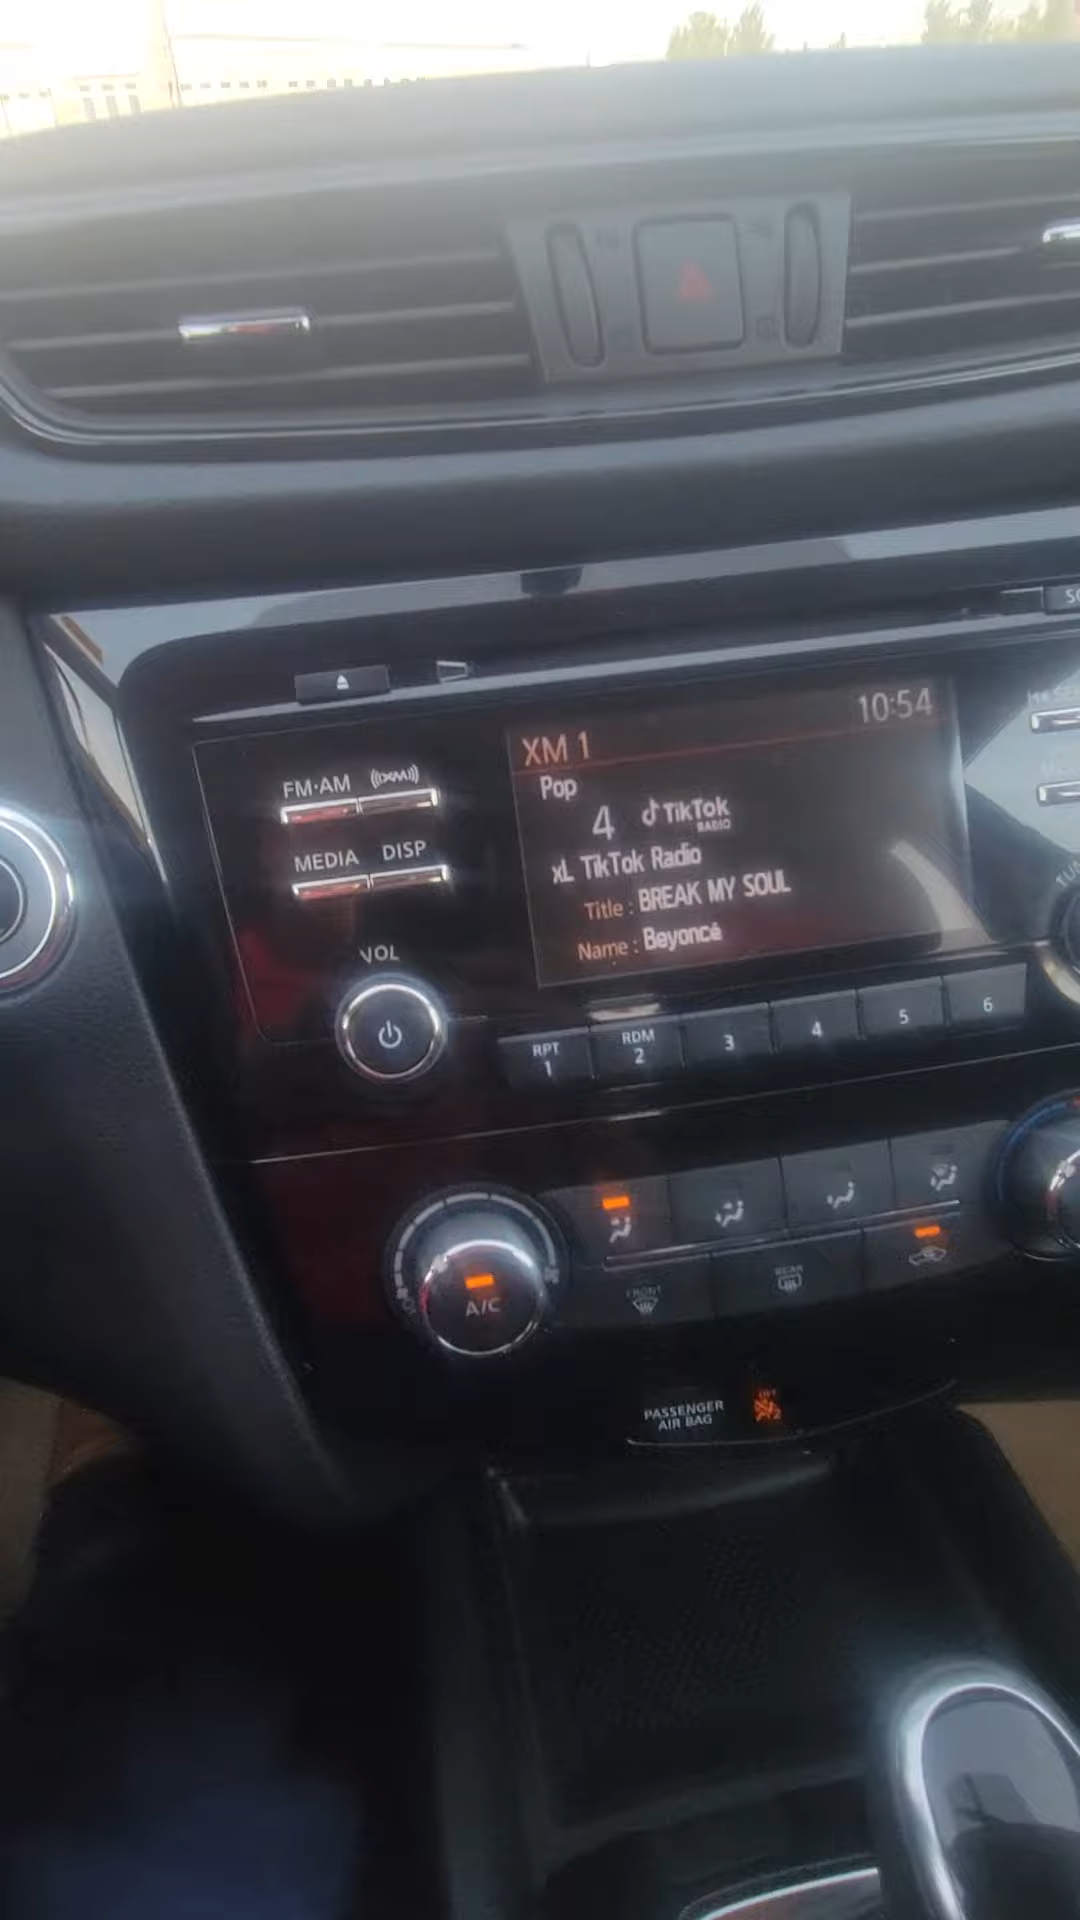 10:54
XM 1
Pop
4 TikTok
RADIO
xL TikTok Radio
Title : BREAK MY SOUL
Name : Beyoncé
FM·AM ((XM))
MEDIA DISP
VOL
RPT 1
RDM 2
3
4
5
6
A/C
FRONT
REAR
PASSENGER
AIR BAG
OFF